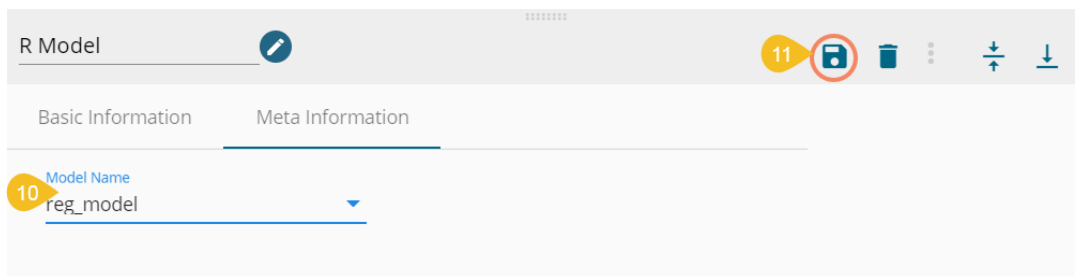 R Model
11
Basic Information Meta Information
Model Name
10
reg_model